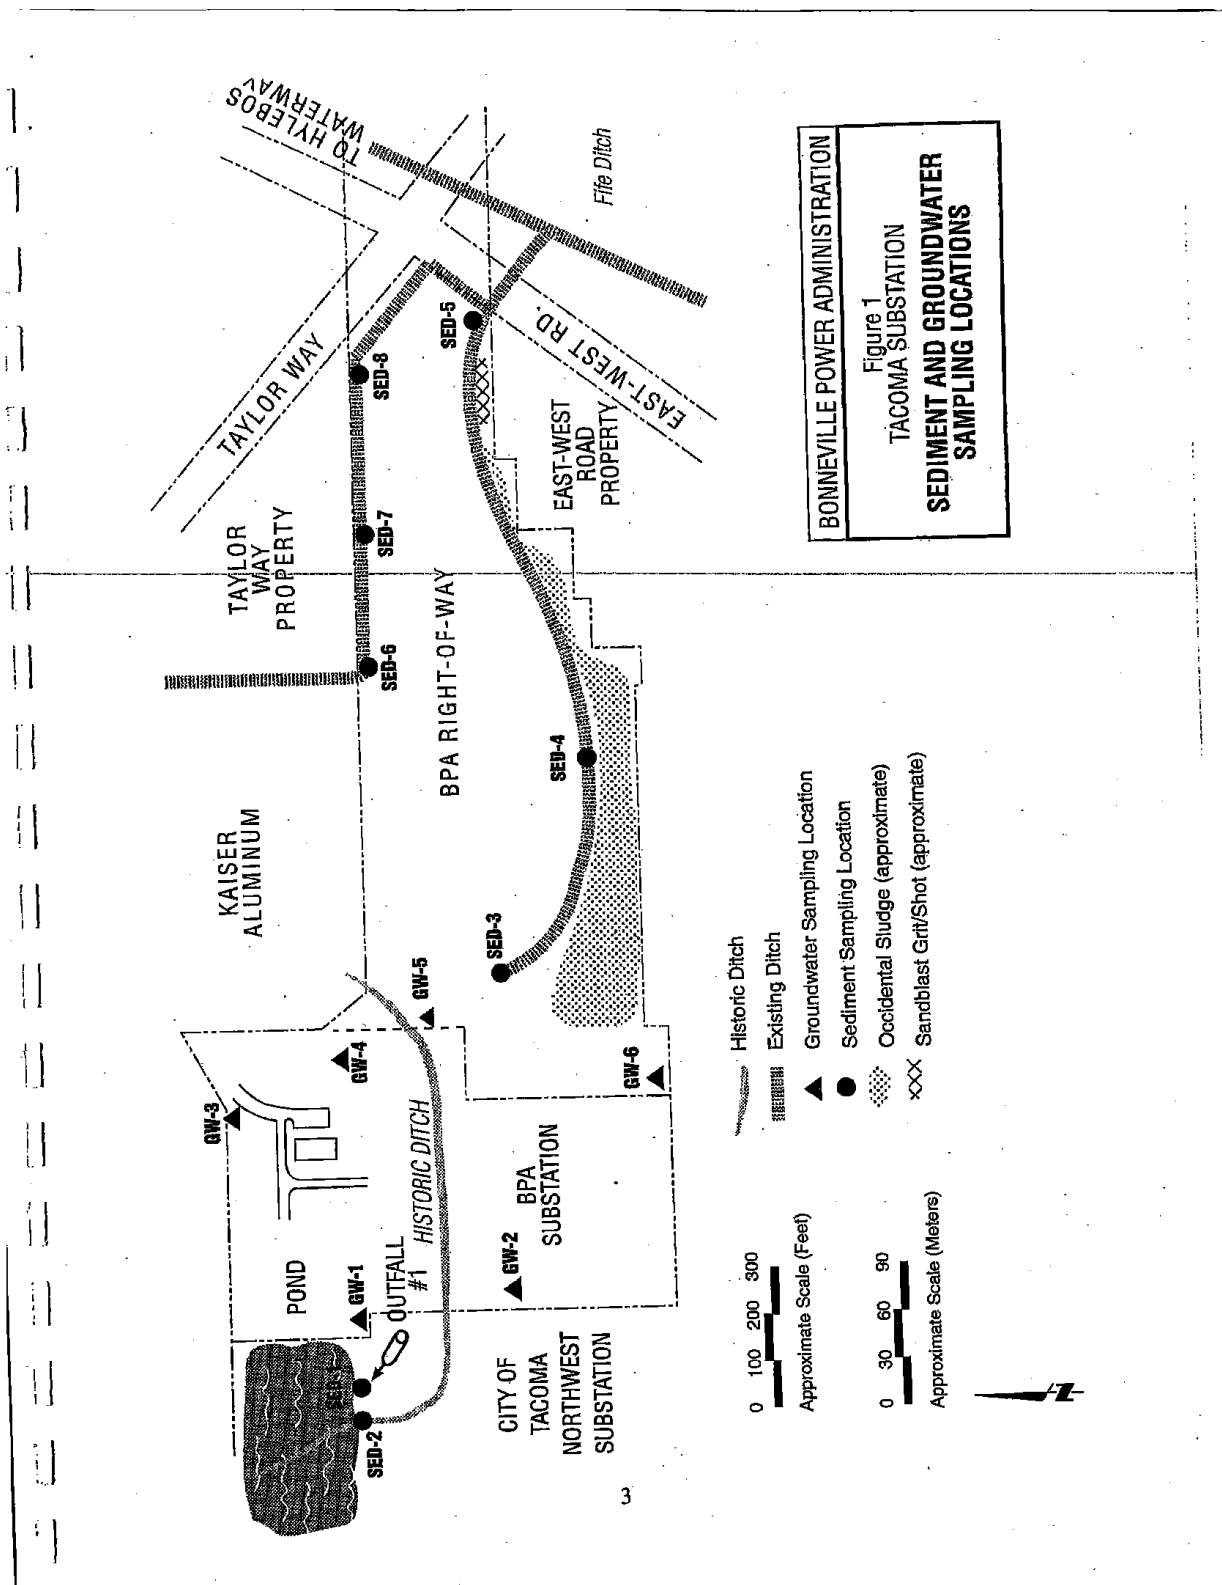 TO HYLEBOS
WATERWAY
Fife Ditch
TAYLOR WAY
EAST-WEST RD.
SED-8
SED-5
SED-7
SED-6
TAYLOR
WAY
PROPERTY
EAST-WEST
ROAD
PROPERTY
BPA RIGHT-OF-WAY
KAISER
ALUMINUM
SED-4
SED-3
GW-5
GW-4
GW-3
GW-6
HISTORIC DITCH
BPA
SUBSTATION
GW-2
GW-1
POND
OUTFALL
#1
SED-1
SED-2
CITY OF
TACOMA
NORTHWEST
SUBSTATION
Historic Ditch
Existing Ditch
Groundwater Sampling Location
Sediment Sampling Location
Occidental Sludge (approximate)
Sandblast Grit/Shot (approximate)
0 100 200 300
Approximate Scale (Feet)
0 30 60 90
Approximate Scale (Meters)
Z
BONNEVILLE POWER ADMINISTRATION
Figure 1
TACOMA SUBSTATION
SEDIMENT AND GROUNDWATER
SAMPLING LOCATIONS
3